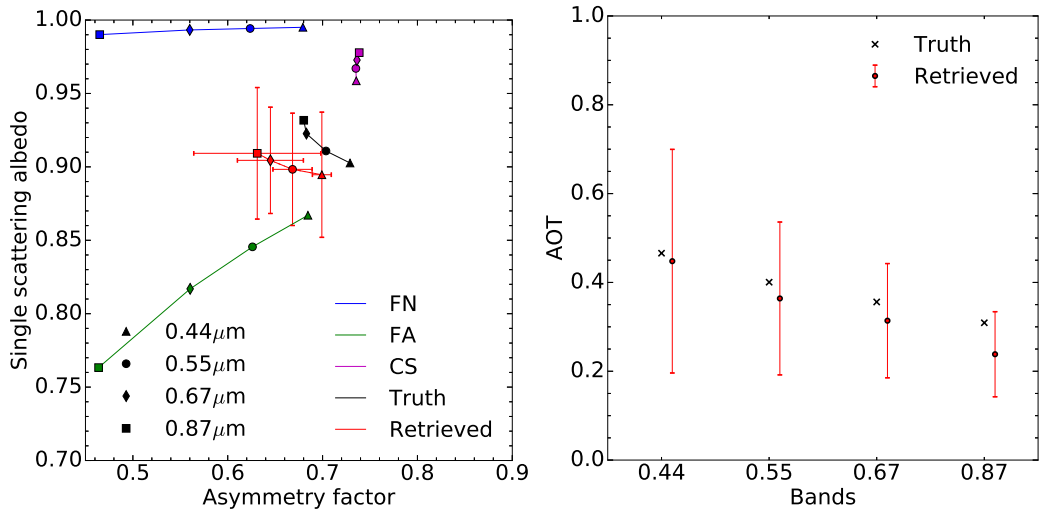 1.00
0.95
0.90
0.85
0.80
0.75
0.70
Single scattering albedo
0.5 0.6 0.7 0.8 0.9
Asymmetry factor
0.44μm
0.55μm
0.67μm
0.87μm
FN
FA
CS
Truth
Retrieved
1.0
0.8
0.6
0.4
0.2
0.0
AOT
0.44 0.55 0.67 0.87
Bands
Truth
Retrieved